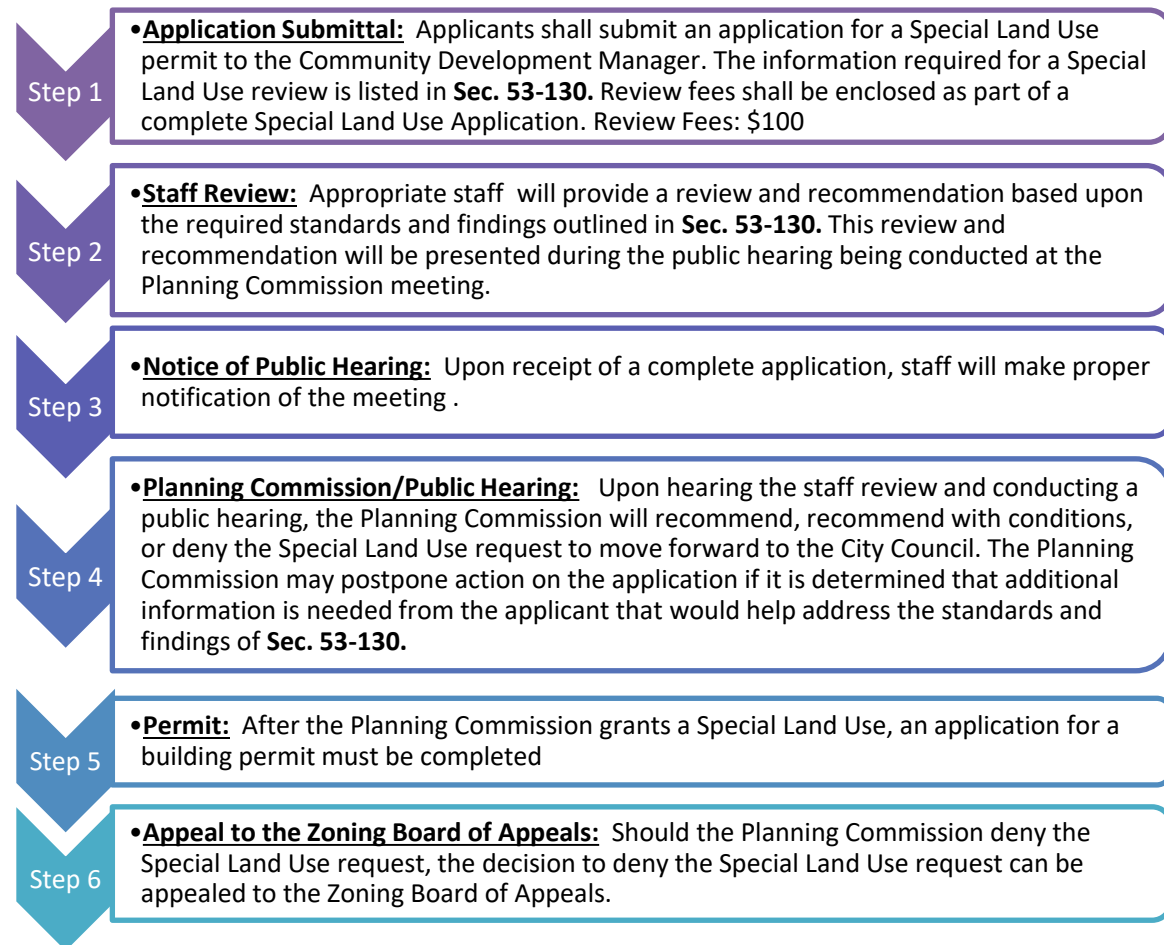 Step 1
•Application Submittal:  Applicants shall submit an application for a Special Land Use
permit to the Community Development Manager. The information required for a Special
Land Use review is listed in Sec. 53-130. Review fees shall be enclosed as part of a
complete Special Land Use Application. Review Fees: $100
Step 2
•Staff Review:  Appropriate staff  will provide a review and recommendation based upon
the required standards and findings outlined in Sec. 53-130. This review and
recommendation will be presented during the public hearing being conducted at the
Planning Commission meeting.
Step 3
•Notice of Public Hearing:  Upon receipt of a complete application, staff will make proper
notification of the meeting .
Step 4
•Planning Commission/Public Hearing:   Upon hearing the staff review and conducting a
public hearing, the Planning Commission will recommend, recommend with conditions,
or deny the Special Land Use request to move forward to the City Council. The Planning
Commission may postpone action on the application if it is determined that additional
information is needed from the applicant that would help address the standards and
findings of Sec. 53-130.
Step 5
•Permit:  After the Planning Commission grants a Special Land Use, an application for a
building permit must be completed
Step 6
•Appeal to the Zoning Board of Appeals:  Should the Planning Commission deny the
Special Land Use request, the decision to deny the Special Land Use request can be
appealed to the Zoning Board of Appeals.